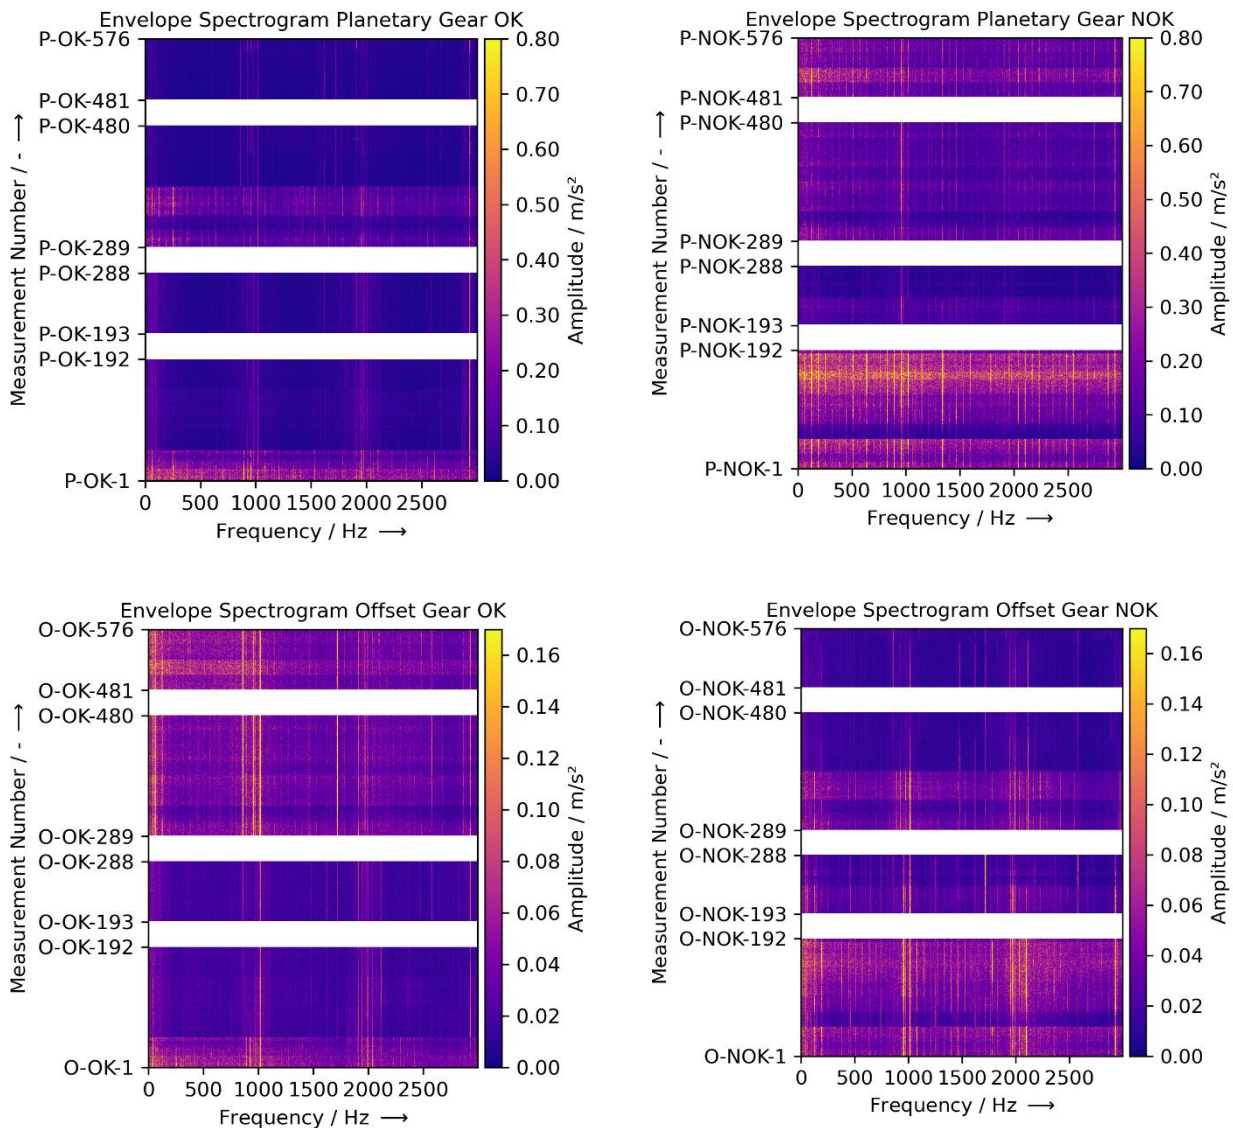 Envelope Spectrogram Planetary Gear OK
P-OK-576
P-OK-481
P-OK-480
P-OK-289
P-OK-288
P-OK-193
P-OK-192
P-OK-1
Measurement Number / - ⟶
0 500 1000 1500 2000 2500
Frequency / Hz ⟶
0.80
0.70
0.60
0.50
0.40
0.30
0.20
0.10
0.00
Amplitude / m/s²
Envelope Spectrogram Planetary Gear NOK
P-NOK-576
P-NOK-481
P-NOK-480
P-NOK-289
P-NOK-288
P-NOK-193
P-NOK-192
P-NOK-1
Measurement Number / - ⟶
0 500 1000 1500 2000 2500
Frequency / Hz ⟶
0.80
0.70
0.60
0.50
0.40
0.30
0.20
0.10
0.00
Amplitude / m/s²
Envelope Spectrogram Offset Gear OK
O-OK-576
O-OK-481
O-OK-480
O-OK-289
O-OK-288
O-OK-193
O-OK-192
O-OK-1
Measurement Number / - ⟶
0 500 1000 1500 2000 2500
Frequency / Hz ⟶
0.16
0.14
0.12
0.10
0.08
0.06
0.04
0.02
0.00
Amplitude / m/s²
Envelope Spectrogram Offset Gear NOK
O-NOK-576
O-NOK-481
O-NOK-480
O-NOK-289
O-NOK-288
O-NOK-193
O-NOK-192
O-NOK-1
Measurement Number / - ⟶
0 500 1000 1500 2000 2500
Frequency / Hz ⟶
0.16
0.14
0.12
0.10
0.08
0.06
0.04
0.02
0.00
Amplitude / m/s²